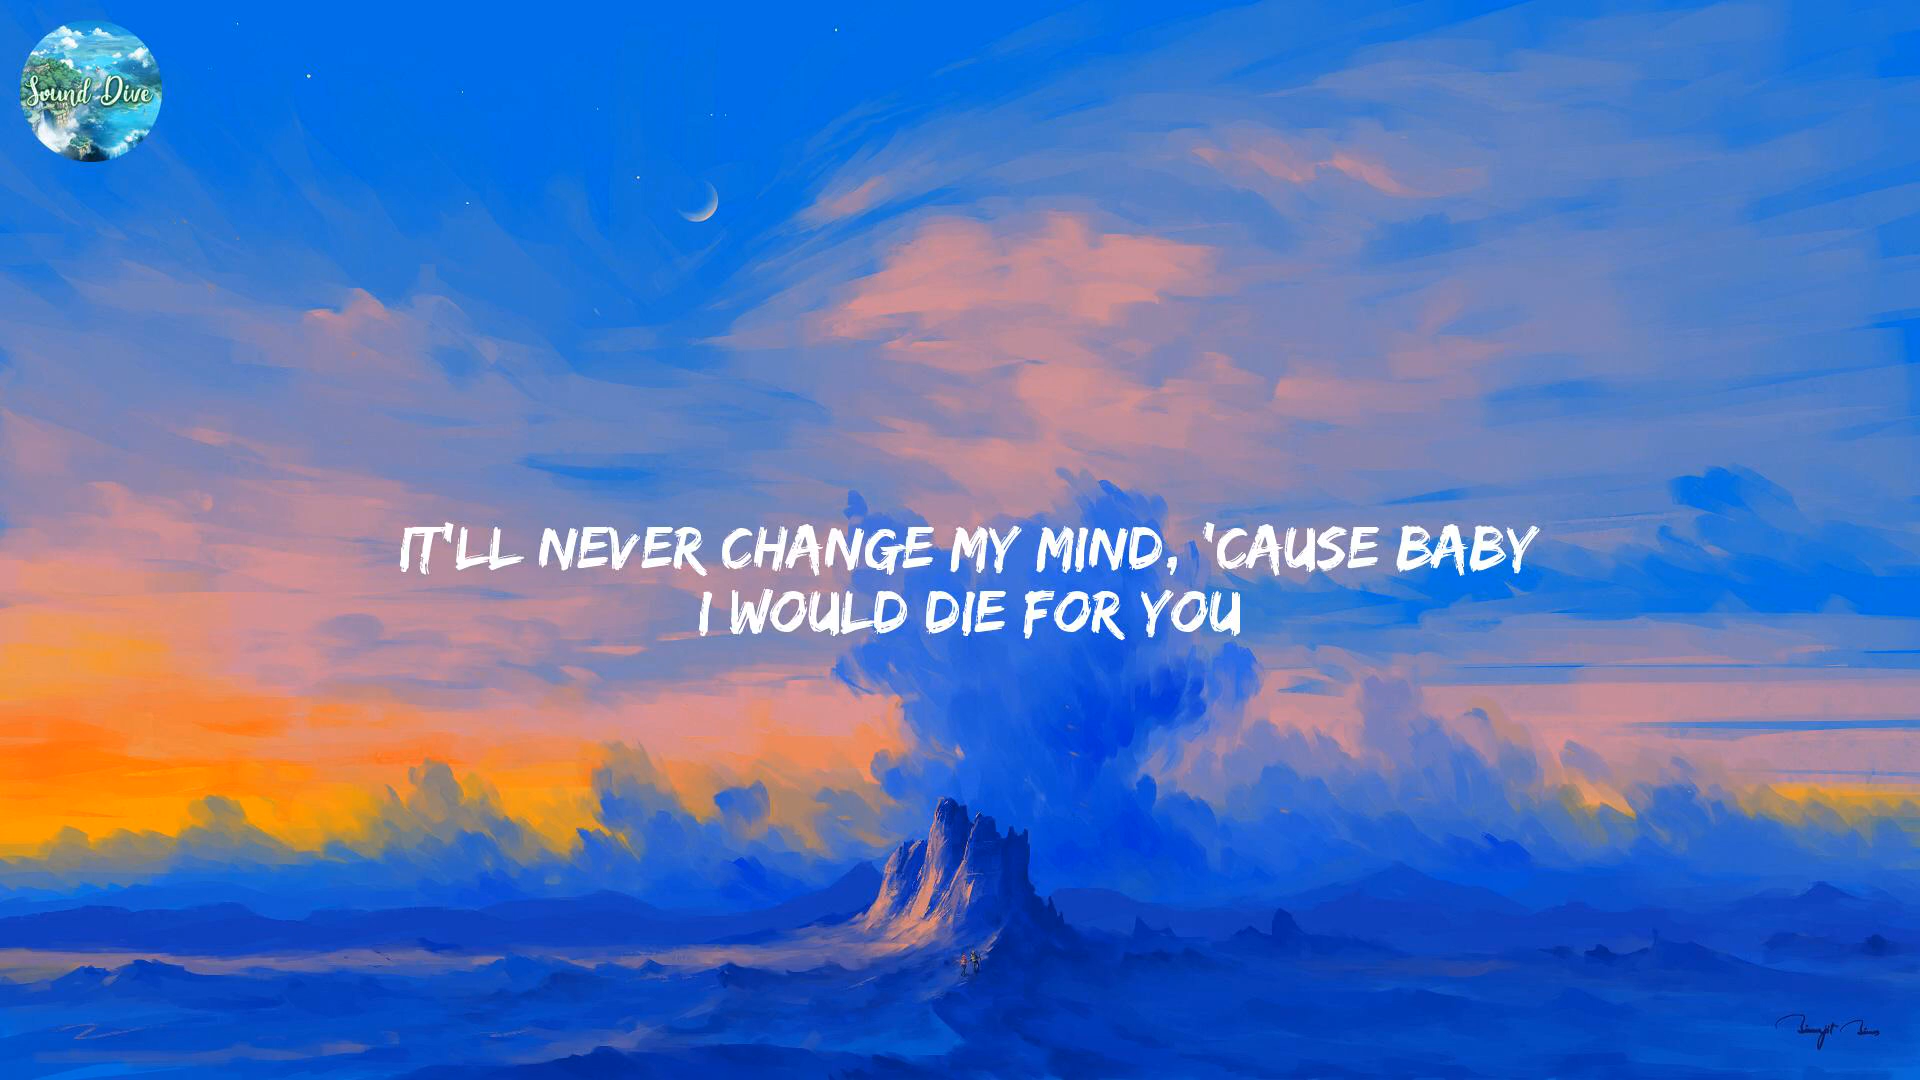 Sound Dive
IT'LL NEVER CHANGE MY MIND, 'CAUSE BABY
I WOULD DIE FOR YOU